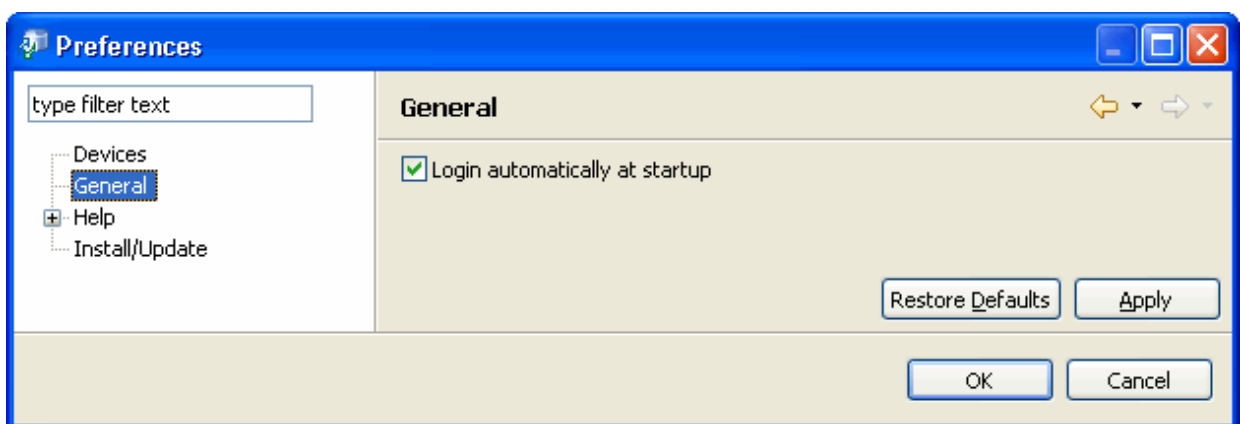 Preferences
type filter text
General
Devices
Login automatically at startup
General
Help
Install/Update
Restore Defaults
Apply
OK
Cancel